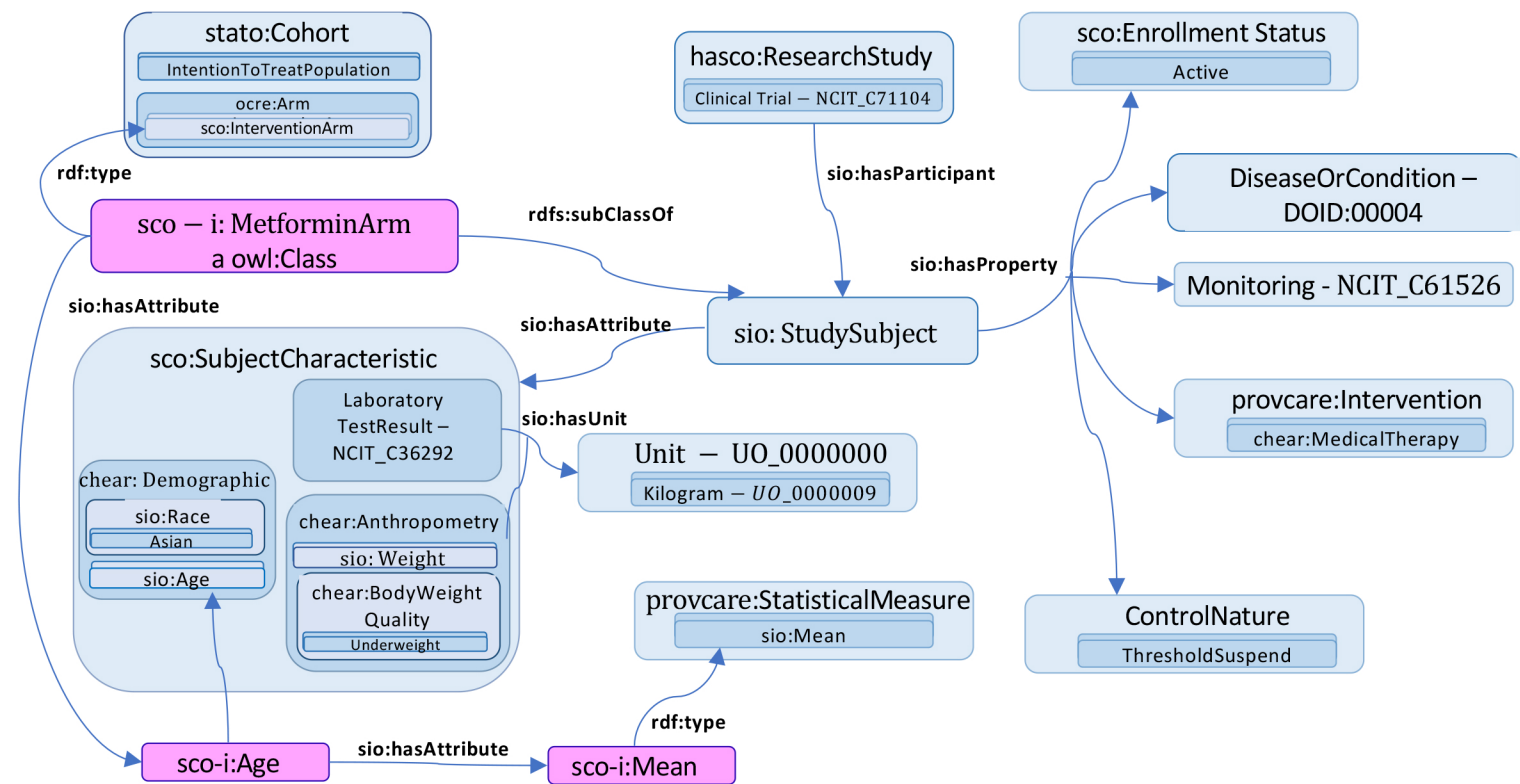 stato:Cohort
IntentionToTreatPopulation
ocre:Arm
sco:InterventionArm
rdf:type
sco – i: MetforminArm
a owl:Class
rdfs:subClassOf
hasco:ResearchStudy
Clinical Trial – NCIT_C71104
sio:hasParticipant
sco:Enrollment Status
Active
DiseaseOrCondition –
DOID:00004
sio:hasProperty
Monitoring - NCIT_C61526
sio:hasAttribute
sio:hasAttribute
sio: StudySubject
sco:SubjectCharacteristic
Laboratory
TestResult –
NCIT_C36292
sio:hasUnit
Unit – UO_0000000
Kilogram – UO_0000009
provcare:Intervention
chear:MedicalTherapy
chear: Demographic
sio:Race
Asian
sio:Age
chear:Anthropometry
sio: Weight
chear:BodyWeight
Quality
Underweight
provcare:StatisticalMeasure
sio:Mean
ControlNature
ThresholdSuspend
rdf:type
sco-i:Age
sio:hasAttribute
sco-i:Mean